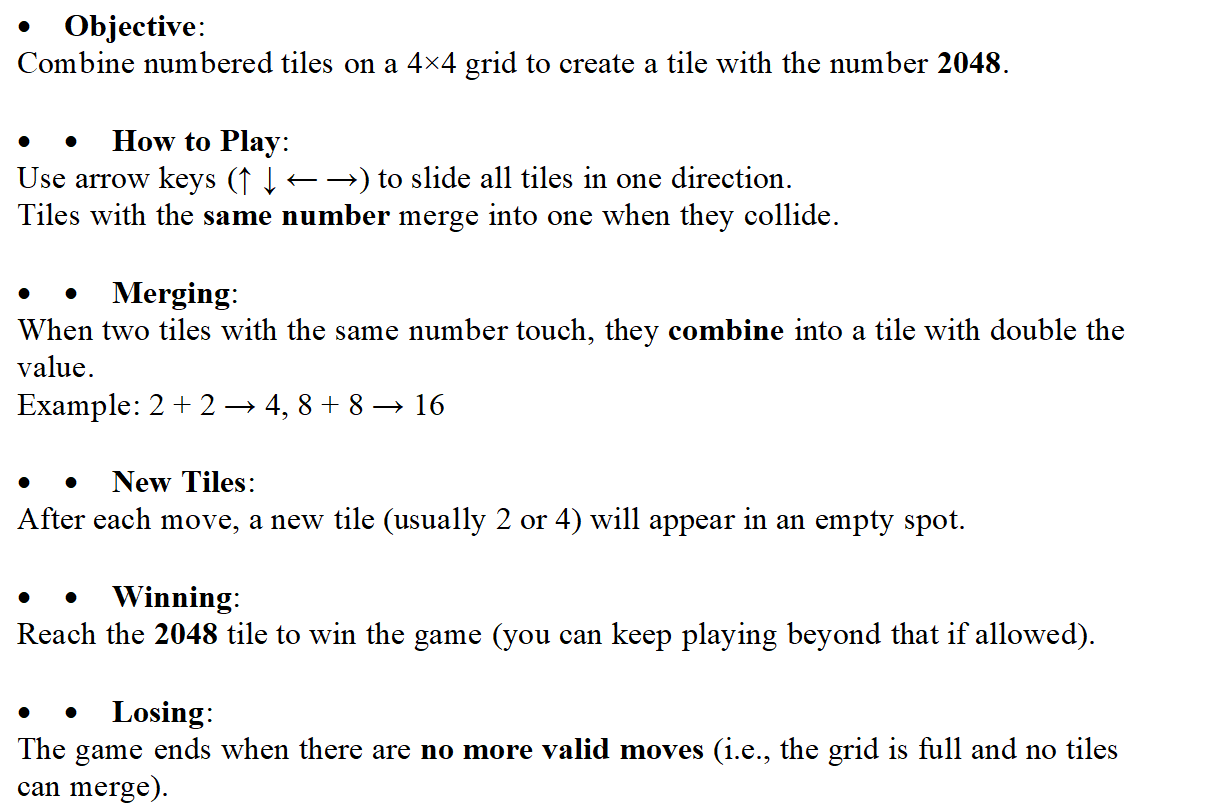 • Objective:
Combine numbered tiles on a 4×4 grid to create a tile with the number 2048.
• • How to Play:
Use arrow keys (↑ ↓ ← →) to slide all tiles in one direction.
Tiles with the same number merge into one when they collide.
• • Merging:
When two tiles with the same number touch, they combine into a tile with double the
value.
Example: 2 + 2 → 4, 8 + 8 → 16
• • New Tiles:
After each move, a new tile (usually 2 or 4) will appear in an empty spot.
• • Winning:
Reach the 2048 tile to win the game (you can keep playing beyond that if allowed).
• • Losing:
The game ends when there are no more valid moves (i.e., the grid is full and no tiles
can merge).